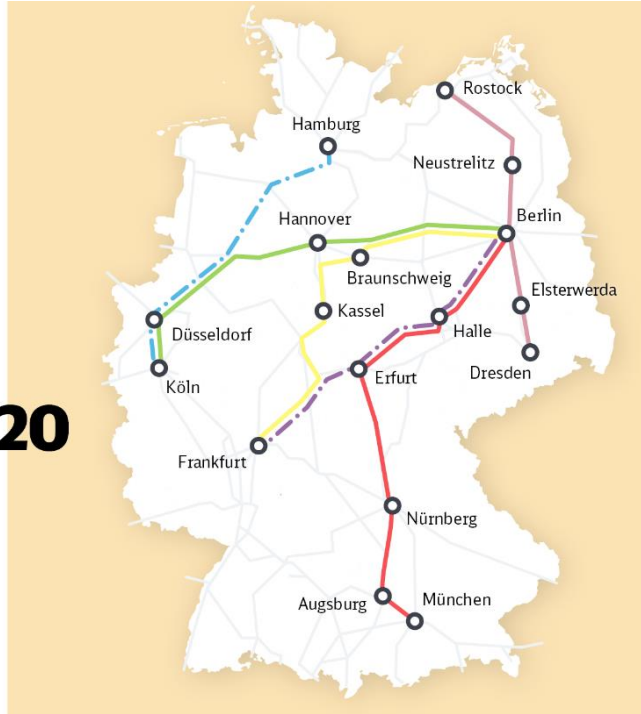 Rostock
Hamburg
Neustrelitz
Berlin
Hannover
Braunschweig
Elsterwerda
Kassel
Halle
Düsseldorf
Dresden
Köln
Erfurt
20
Frankfurt
Nürnberg
Augsburg
München